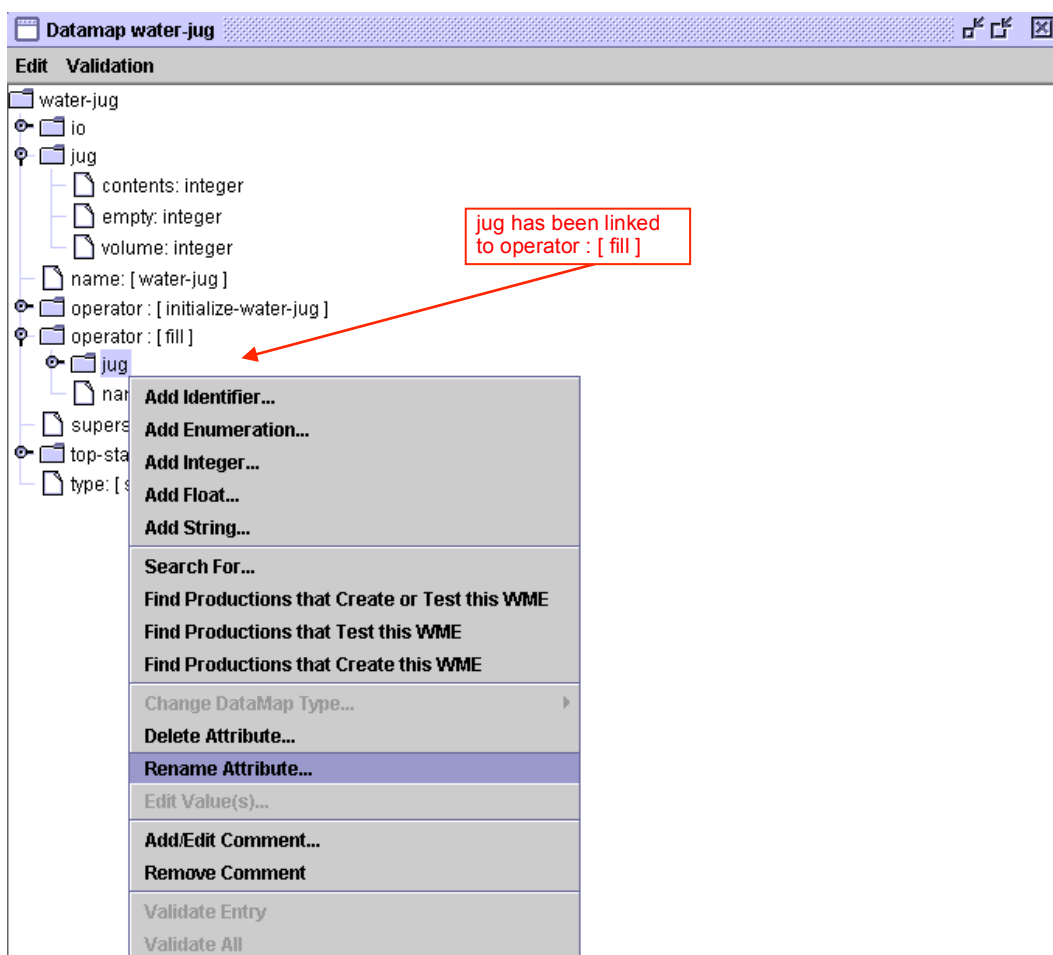 Datamap water-jug
Edit Validation
water-jug
io
jug
contents: integer
empty: integer
volume: integer
jug has been linked
to operator : [ fill ]
name: [ water-jug ]
operator : [ initialize-water-jug ]
operator : [ fill ]
jug
nar
supers
top-sta
type: [ s
Add Identifier...
Add Enumeration...
Add Integer...
Add Float...
Add String...
Search For...
Find Productions that Create or Test this WME
Find Productions that Test this WME
Find Productions that Create this WME
Change DataMap Type...
Delete Attribute...
Rename Attribute...
Edit Value(s)...
Add/Edit Comment...
Remove Comment
Validate Entry
Validate All